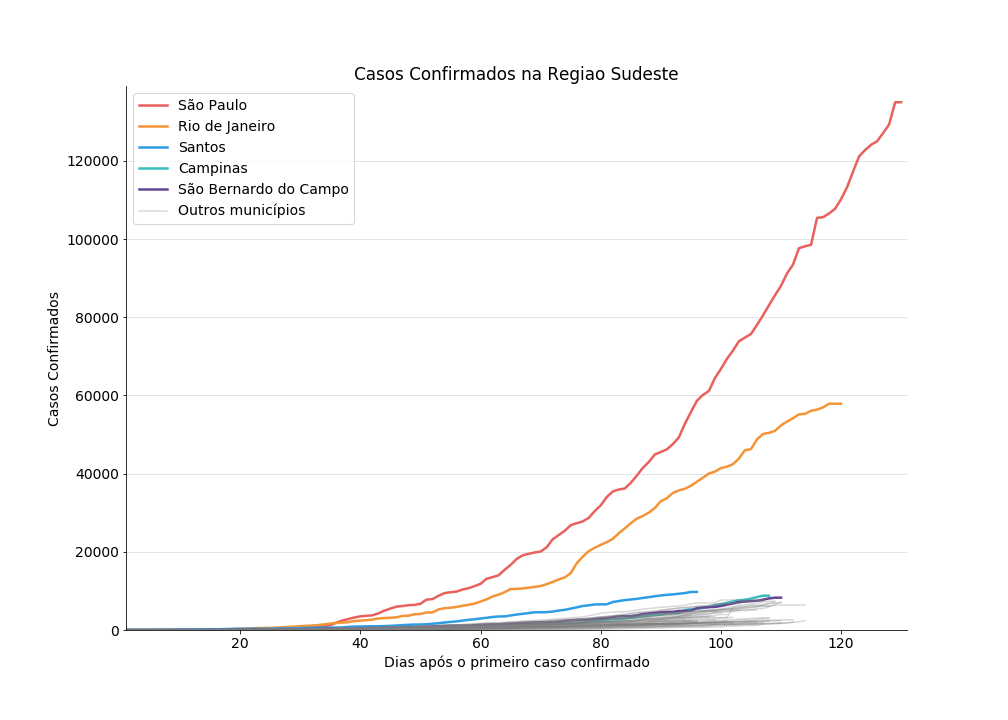 Casos Confirmados na Regiao Sudeste
São Paulo
Rio de Janeiro
Santos
Campinas
São Bernardo do Campo
Outros municípios
Casos Confirmados
120000
100000
80000
60000
40000
20000
0
20
40
60
80
100
120
Dias após o primeiro caso confirmado